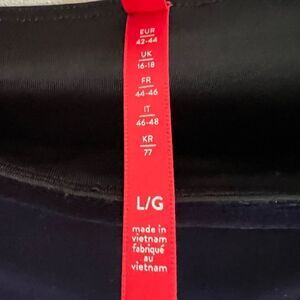 EUR
42-44
UK
16-18
FR
44-46
IT
46-48
KR
77
L/G
made in
vietnam
fabriqué
au
vietnam